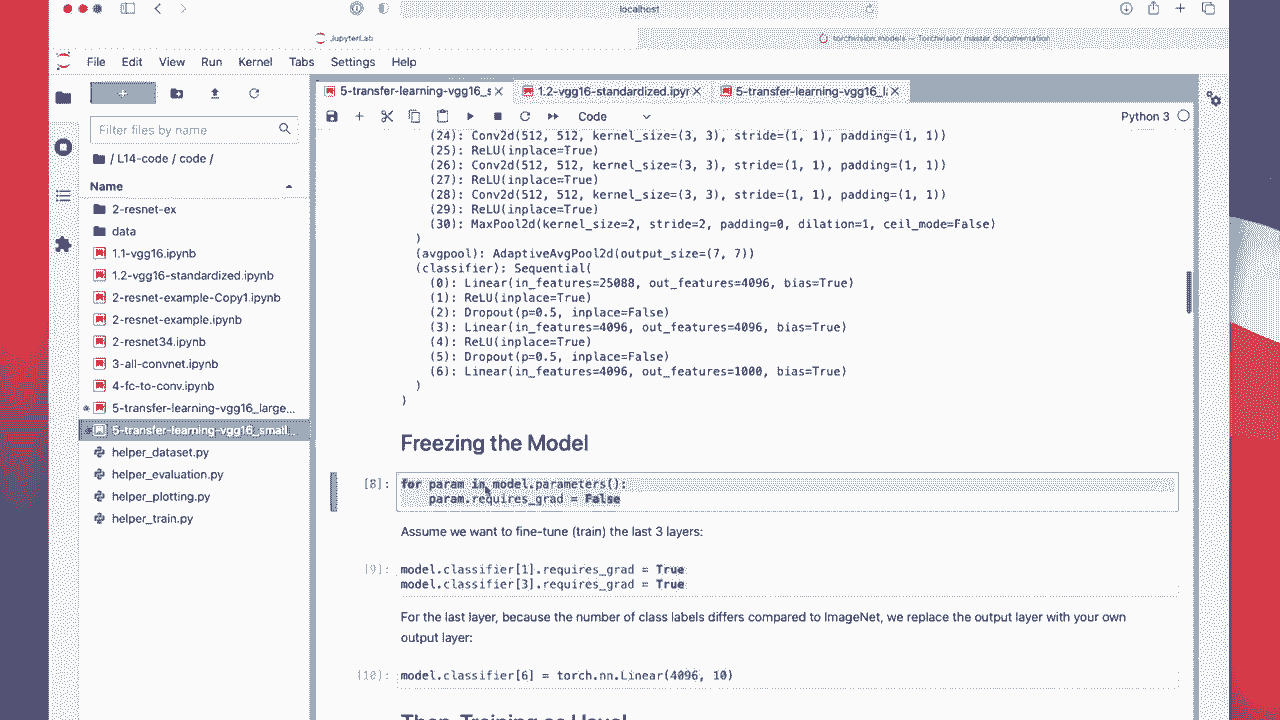 localhost
JupyterLab
torchvision.models — Torchvision master documentation
File Edit View Run Kernel Tabs Settings Help
5-transfer-learning-vgg16_s
1.2-vgg16-standardized.ipyr
5-transfer-learning-vgg16_la
Filter files by name
Code
Python 3
/ L14-code / code /
Name
2-resnet-ex
data
1.1-vgg16.ipynb
1.2-vgg16-standardized.ipynb
2-resnet-example-Copy1.ipynb
2-resnet-example.ipynb
2-resnet34.ipynb
3-all-convnet.ipynb
4-fc-to-conv.ipynb
5-transfer-learning-vgg16_large...
5-transfer-learning-vgg16_small...
helper_dataset.py
helper_evaluation.py
helper_plotting.py
helper_train.py
(24): Conv2d(512, 512, kernel_size=(3, 3), stride=(1, 1), padding=(1, 1))
(25): ReLU(inplace=True)
(26): Conv2d(512, 512, kernel_size=(3, 3), stride=(1, 1), padding=(1, 1))
(27): ReLU(inplace=True)
(28): Conv2d(512, 512, kernel_size=(3, 3), stride=(1, 1), padding=(1, 1))
(29): ReLU(inplace=True)
(30): MaxPool2d(kernel_size=2, stride=2, padding=0, dilation=1, ceil_mode=False)
)
(avgpool): AdaptiveAvgPool2d(output_size=(7, 7))
(classifier): Sequential(
(0): Linear(in_features=25088, out_features=4096, bias=True)
(1): ReLU(inplace=True)
(2): Dropout(p=0.5, inplace=False)
(3): Linear(in_features=4096, out_features=4096, bias=True)
(4): ReLU(inplace=True)
(5): Dropout(p=0.5, inplace=False)
(6): Linear(in_features=4096, out_features=1000, bias=True)
)
)
Freezing the Model
[8]: for param in model.parameters():
param.requires_grad = False
Assume we want to fine-tune (train) the last 3 layers:
[9]: model.classifier[1].requires_grad = True
model.classifier[3].requires_grad = True
For the last layer, because the number of class labels differs compared to ImageNet, we replace the output layer with your own
output layer:
[10]: model.classifier[6] = torch.nn.Linear(4096, 10)
Then, Training as Usual